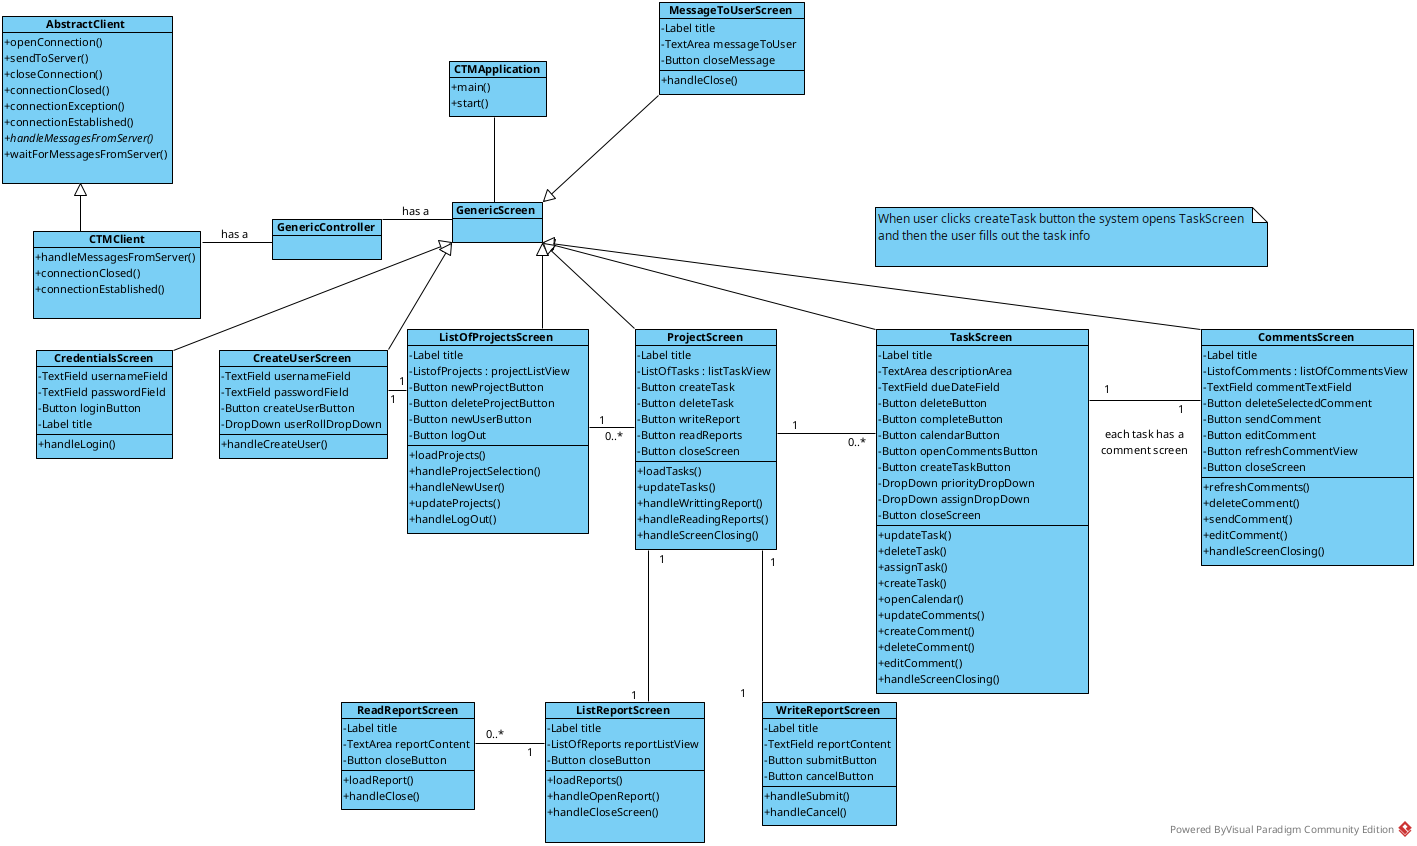 AbstractClient
+openConnection()
+sendToServer()
+closeConnection()
+connectionClosed()
+connectionException()
+connectionEstablished()
+handleMessagesFromServer()
+waitForMessagesFromServer()
CTMApplication
+main()
+start()
MessageToUserScreen
-Label title
-TextArea messageToUser
-Button closeMessage
+handleClose()
CTMClient
+handleMessagesFromServer()
+connectionClosed()
+connectionEstablished()
has a
GenericController
has a
GenericScreen
When user clicks createTask button the system opens TaskScreen
and then the user fills out the task info
CredentialsScreen
-TextField usernameField
-TextField passwordField
-Button loginButton
-Label title
+handleLogin()
CreateUserScreen
-TextField usernameField
-TextField passwordField
-Button createUserButton
-DropDown userRollDropDown
+handleCreateUser()
1
1
ListOfProjectsScreen
-Label title
-ListofProjects : projectListView
-Button newProjectButton
-Button deleteProjectButton
-Button newUserButton
-Button logOut
+loadProjects()
+handleProjectSelection()
+handleNewUser()
+updateProjects()
+handleLogOut()
1
0..*
ProjectScreen
-Label title
-ListOfTasks : listTaskView
-Button createTask
-Button deleteTask
-Button writeReport
-Button readReports
-Button closeScreen
+loadTasks()
+updateTasks()
+handleWrittingReport()
+handleReadingReports()
+handleScreenClosing()
1
0..*
TaskScreen
-Label title
-TextArea descriptionArea
-TextField dueDateField
-Button deleteButton
-Button completeButton
-Button calendarButton
-Button openCommentsButton
-Button createTaskButton
-DropDown priorityDropDown
-DropDown assignDropDown
-Button closeScreen
+updateTask()
+deleteTask()
+assignTask()
+createTask()
+openCalendar()
+updateComments()
+createComment()
+deleteComment()
+editComment()
+handleScreenClosing()
1
1
each task has a
comment screen
CommentsScreen
-Label title
-ListofComments : listOfCommentsView
-TextField commentTextField
-Button deleteSelectedComment
-Button sendComment
-Button editComment
-Button refreshCommentView
-Button closeScreen
+refreshComments()
+deleteComment()
+sendComment()
+editComment()
+handleScreenClosing()
1
1
1
1
ReadReportScreen
-Label title
-TextArea reportContent
-Button closeButton
+loadReport()
+handleClose()
0..*
1
ListReportScreen
-Label title
-ListOfReports reportListView
-Button closeButton
+loadReports()
+handleOpenReport()
+handleCloseScreen()
WriteReportScreen
-Label title
-TextField reportContent
-Button submitButton
-Button cancelButton
+handleSubmit()
+handleCancel()
Powered ByVisual Paradigm Community Edition